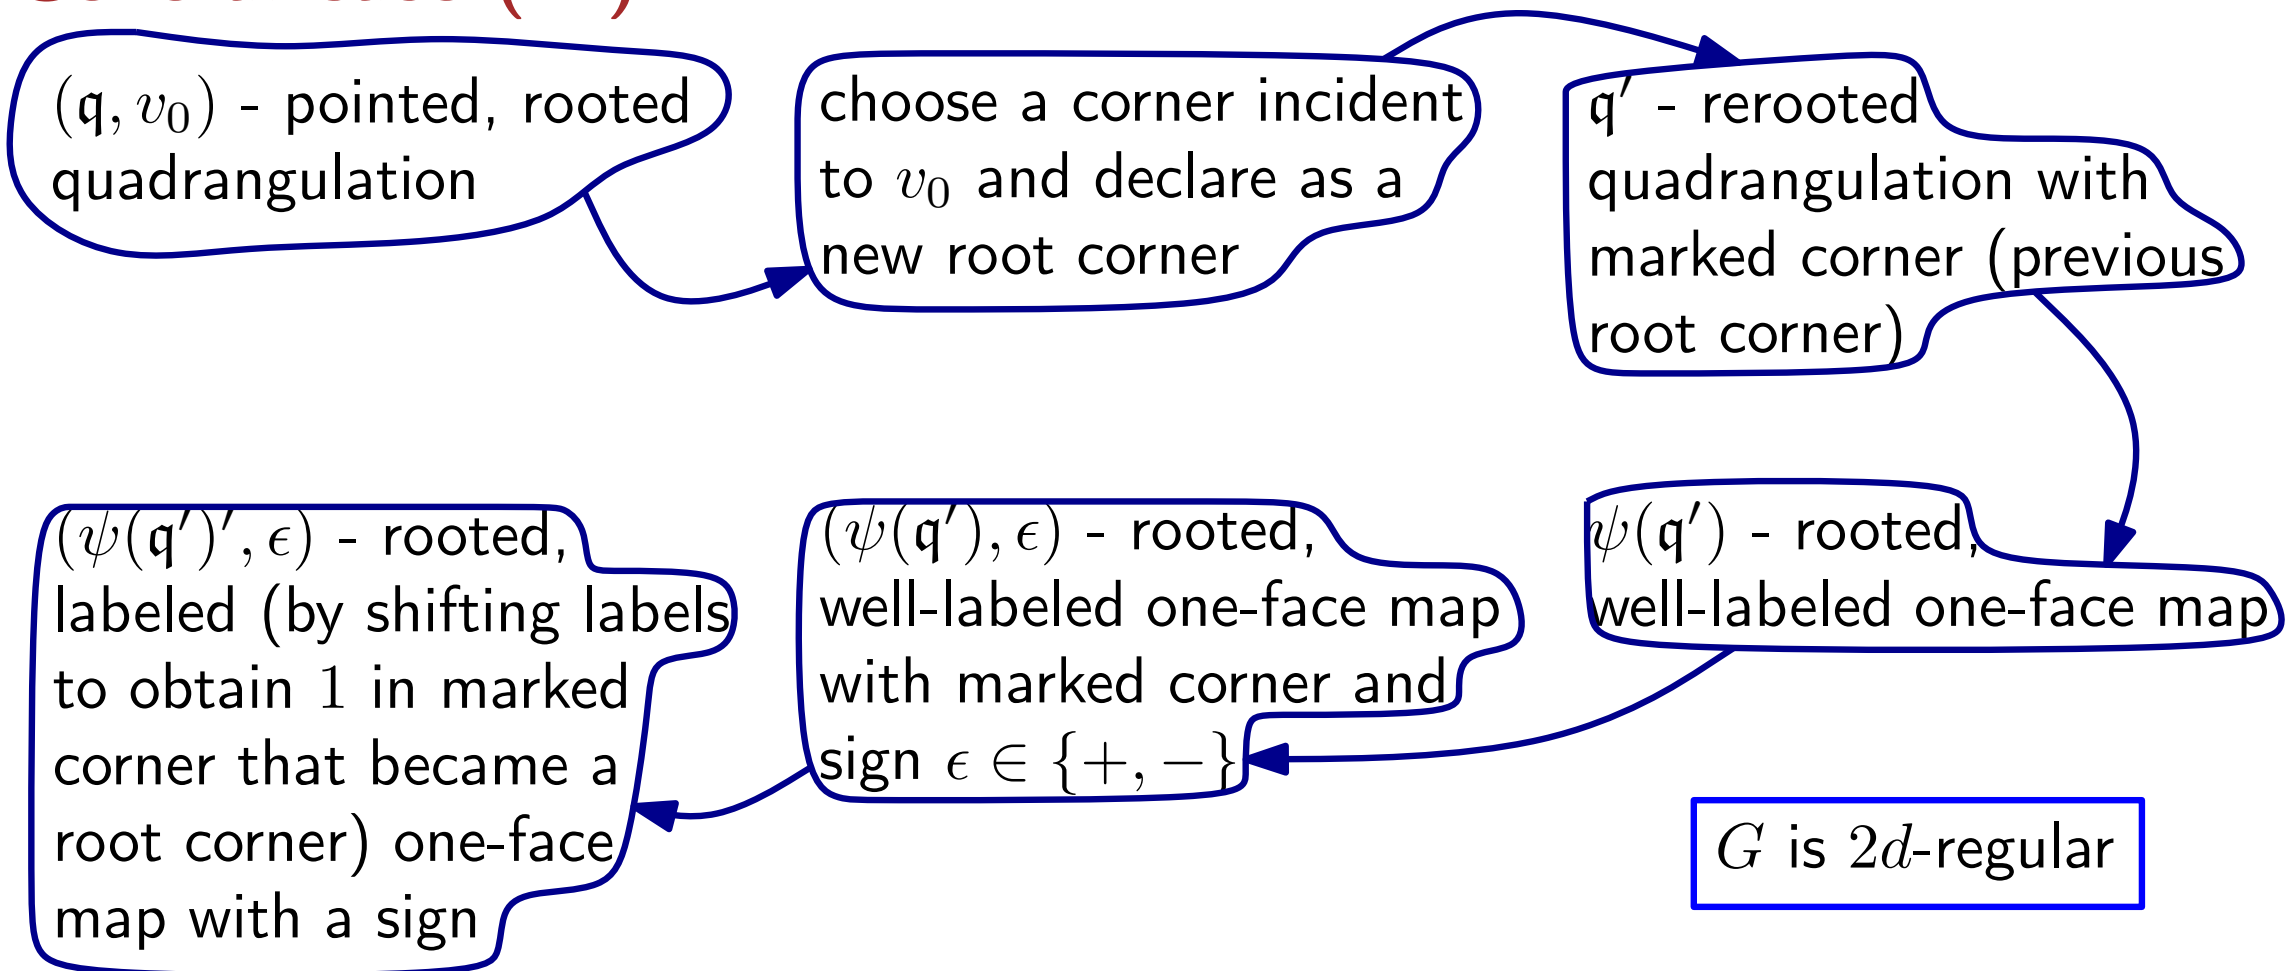 (𝔮, v₀) - pointed, rooted
quadrangulation
choose a corner incident
to v₀ and declare as a
new root corner
𝔮′ - rerooted
quadrangulation with
marked corner (previous
root corner)
ψ(𝔮′) - rooted,
well-labeled one-face map
(ψ(𝔮′), ϵ) - rooted,
well-labeled one-face map
with marked corner and
sign ϵ ∈ {+, −}
(ψ(𝔮′)′, ϵ) - rooted,
labeled (by shifting labels
to obtain 1 in marked
corner that became a
root corner) one-face
map with a sign
G is 2d-regular